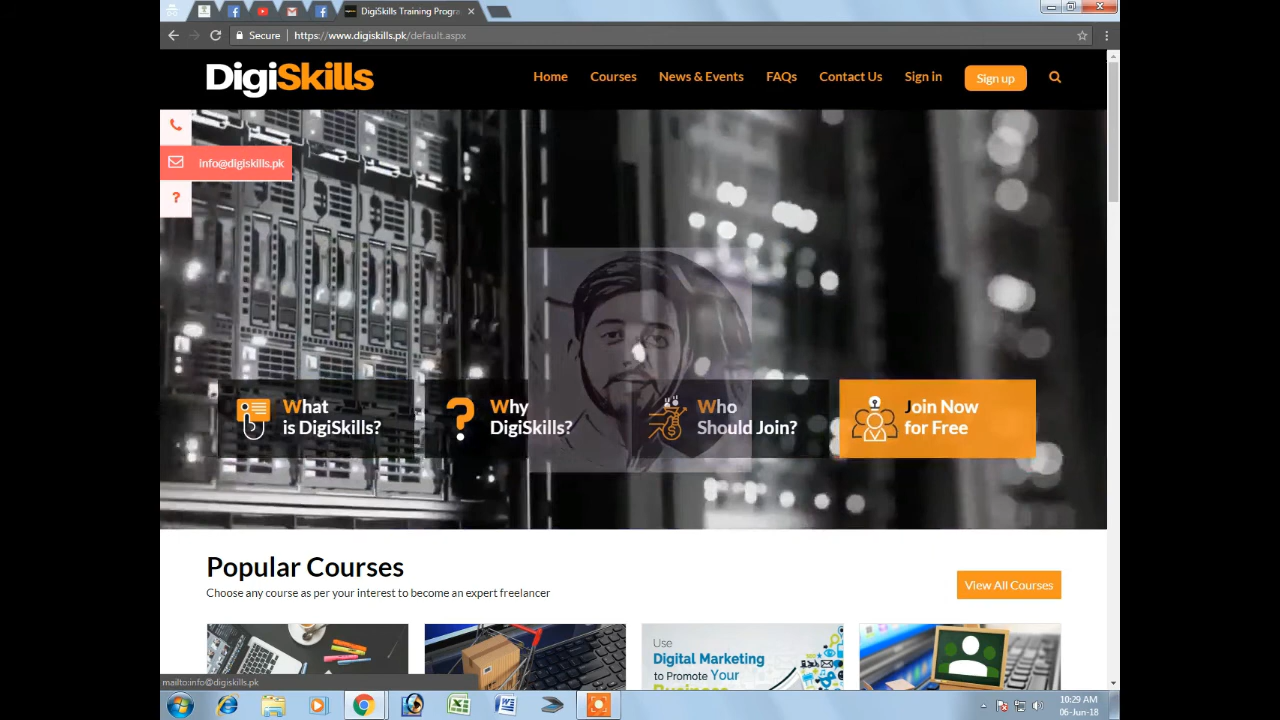 DigiSkills Training Progra
Secure https://www.digiskills.pk/default.aspx
DigiSkills
Home Courses News & Events FAQs Contact Us Sign in Sign up
info@digiskills.pk
?
What
is DigiSkills?
?
Why
DigiSkills?
Who
Should Join?
Join Now
for Free
Popular Courses
Choose any course as per your interest to become an expert freelancer
View All Courses
Use
Digital Marketing
to Promote Your
Business
mailto:info@digiskills.pk
10:29 AM
06-Jun-18